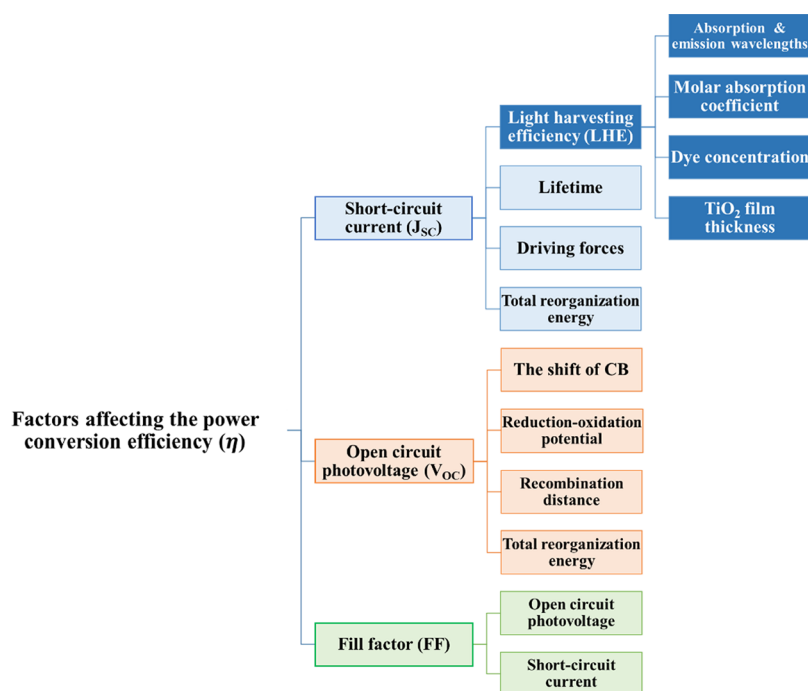 Factors affecting the power
conversion efficiency (η)
Short-circuit
current (J_SC)
Light harvesting
efficiency (LHE)
Absorption &
emission wavelengths
Molar absorption
coefficient
Dye concentration
TiO₂ film
thickness
Lifetime
Driving forces
Total reorganization
energy
Open circuit
photovoltage (V_OC)
The shift of CB
Reduction-oxidation
potential
Recombination
distance
Total reorganization
energy
Fill factor (FF)
Open circuit
photovoltage
Short-circuit
current